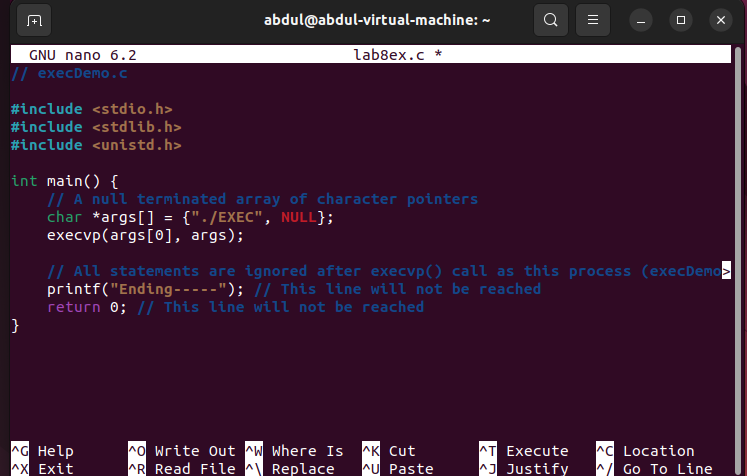 abdul@abdul-virtual-machine: ~
GNU nano 6.2 lab8ex.c *
// execDemo.c
#include <stdio.h>
#include <stdlib.h>
#include <unistd.h>
int main() {
// A null terminated array of character pointers
char *args[] = {"./EXEC", NULL};
execvp(args[0], args);
// All statements are ignored after execvp() call as this process (execDemo>
printf("Ending-----"); // This line will not be reached
return 0; // This line will not be reached
}
^G Help ^O Write Out ^W Where Is ^K Cut ^T Execute ^C Location
^X Exit ^R Read File ^\ Replace ^U Paste ^J Justify ^/ Go To Line